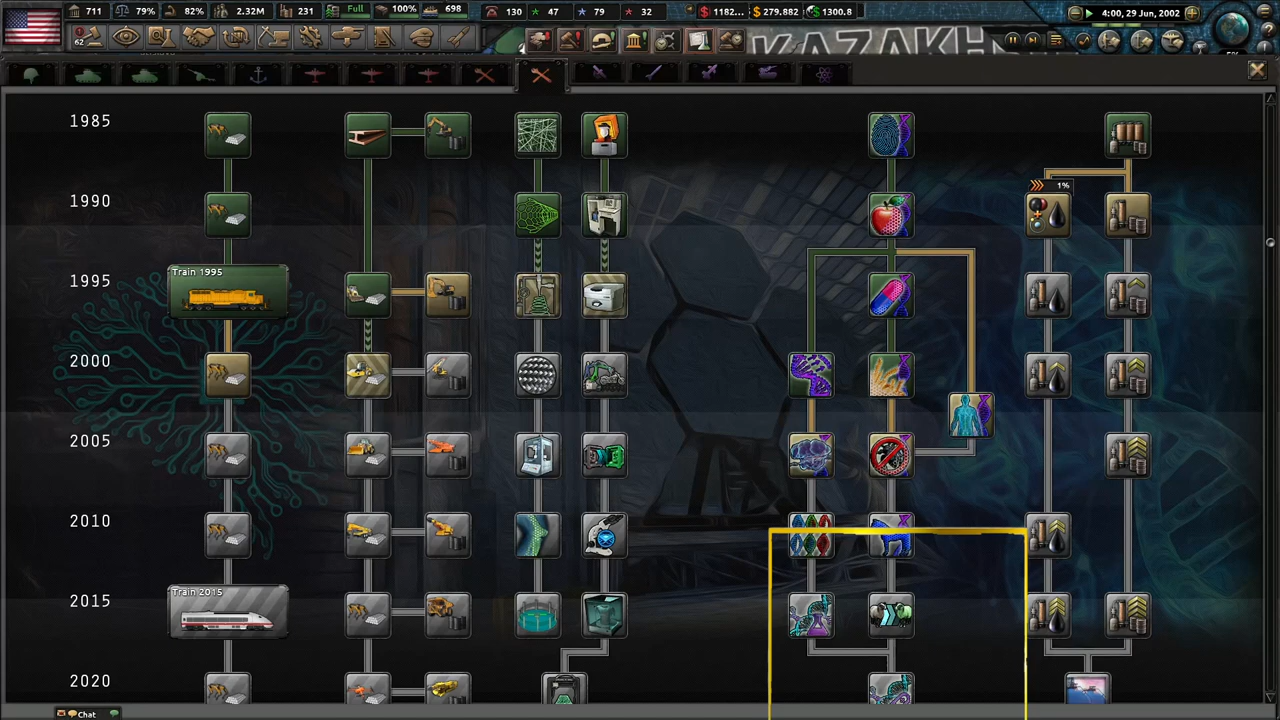 711 79% 82% 2.32M 231 Full 100% 698 130 47 79 32 $ 1182... $ 279.882 $ 1300.8 4:00, 29 Jun, 2002
62
KAZAKH
1985
1990
1%
Train 1995
1995
2000
2005
2010
Train 2015
2015
2020
Chat